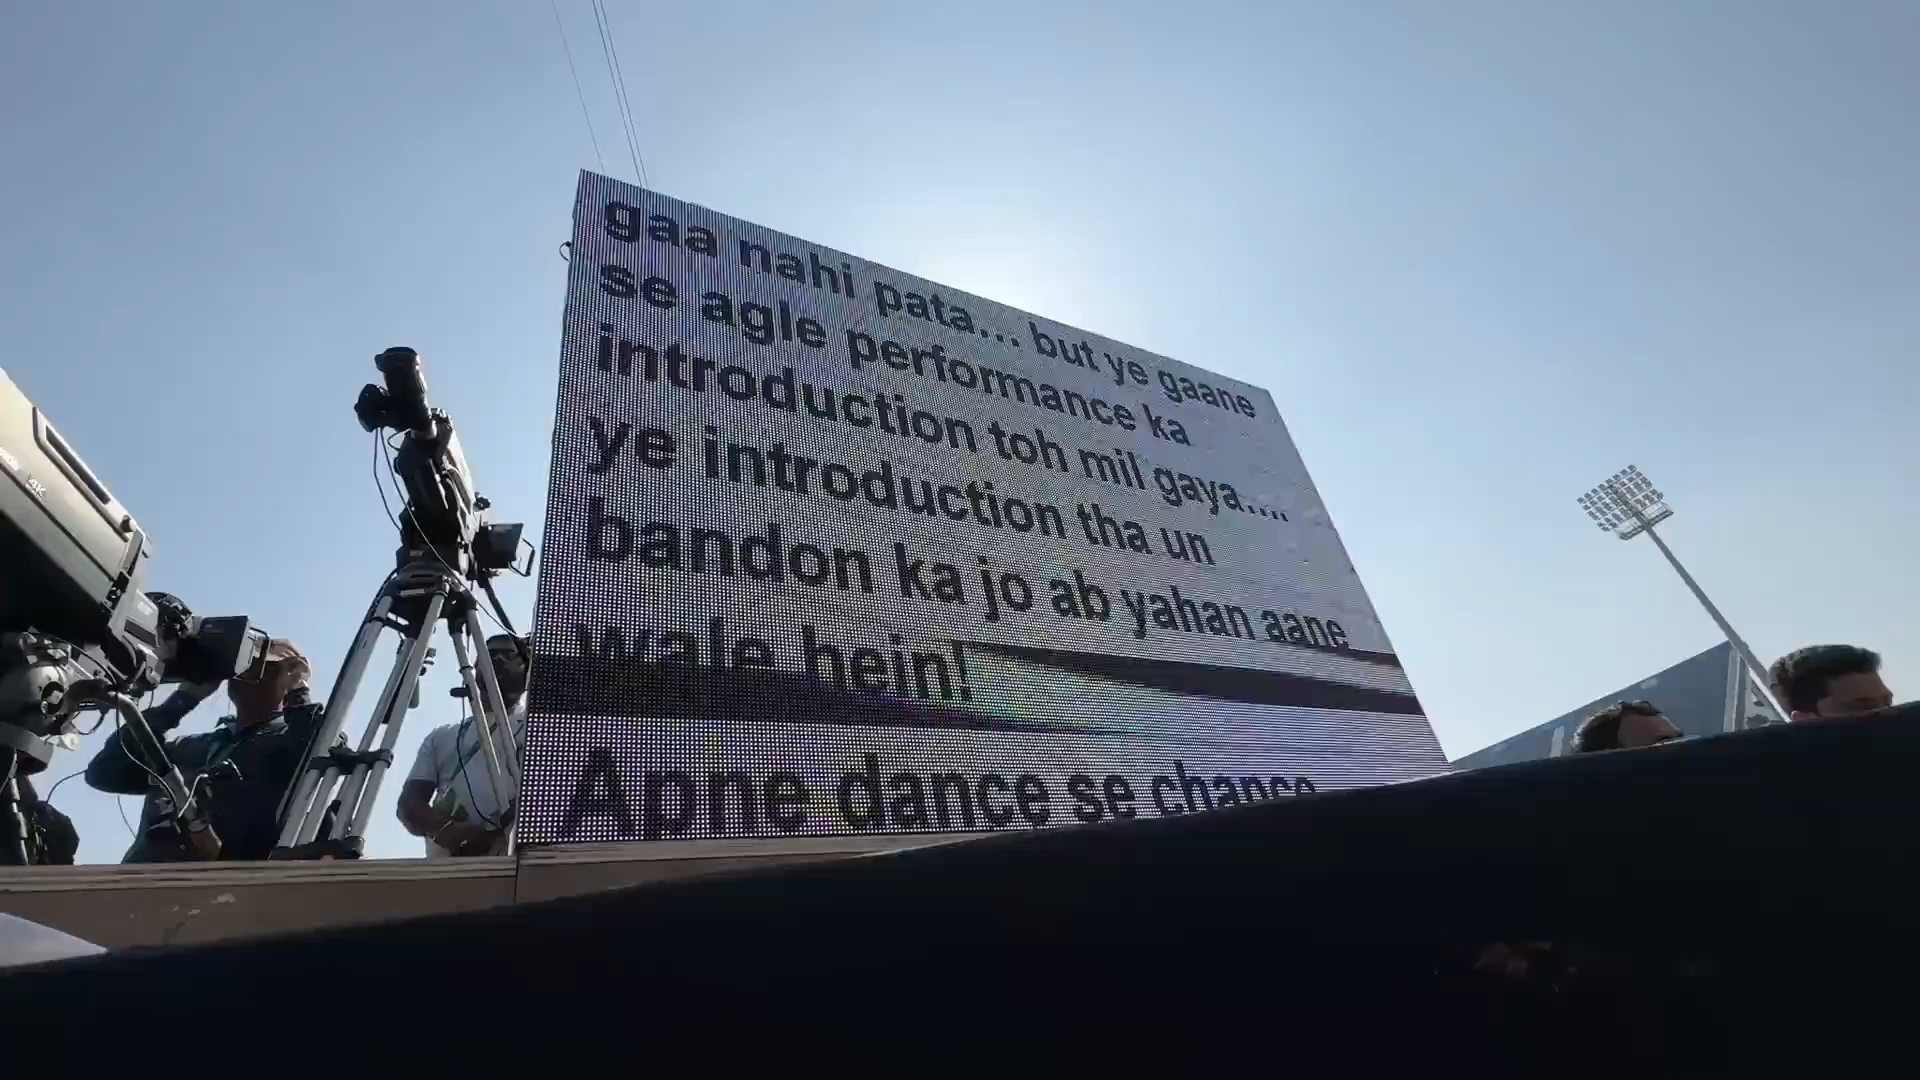 gaa nahi pata... but ye gaane
se agle performance ka
introduction toh mil gaya....
ye introduction tha un
bandon ka jo ab yahan aane
wale hein!
Apne dance se chance
4K